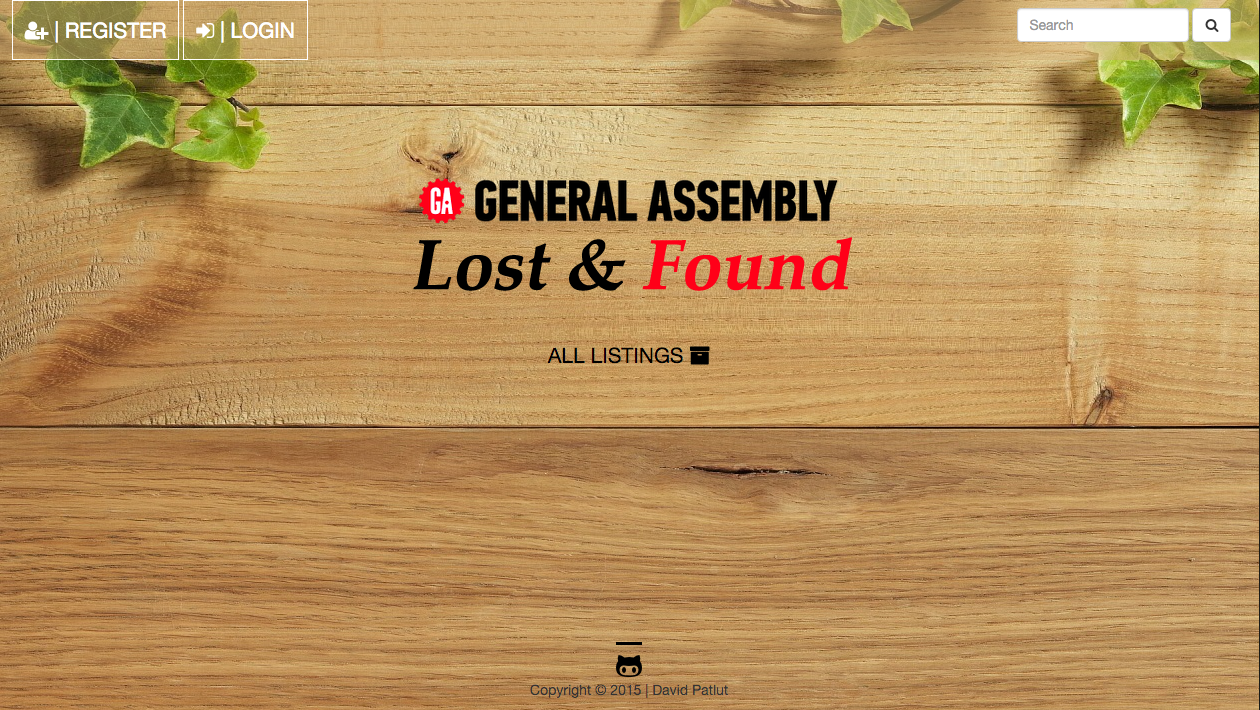 | REGISTER
| LOGIN
Search
GA GENERAL ASSEMBLY
Lost & Found
ALL LISTINGS
Copyright © 2015 | David Patlut